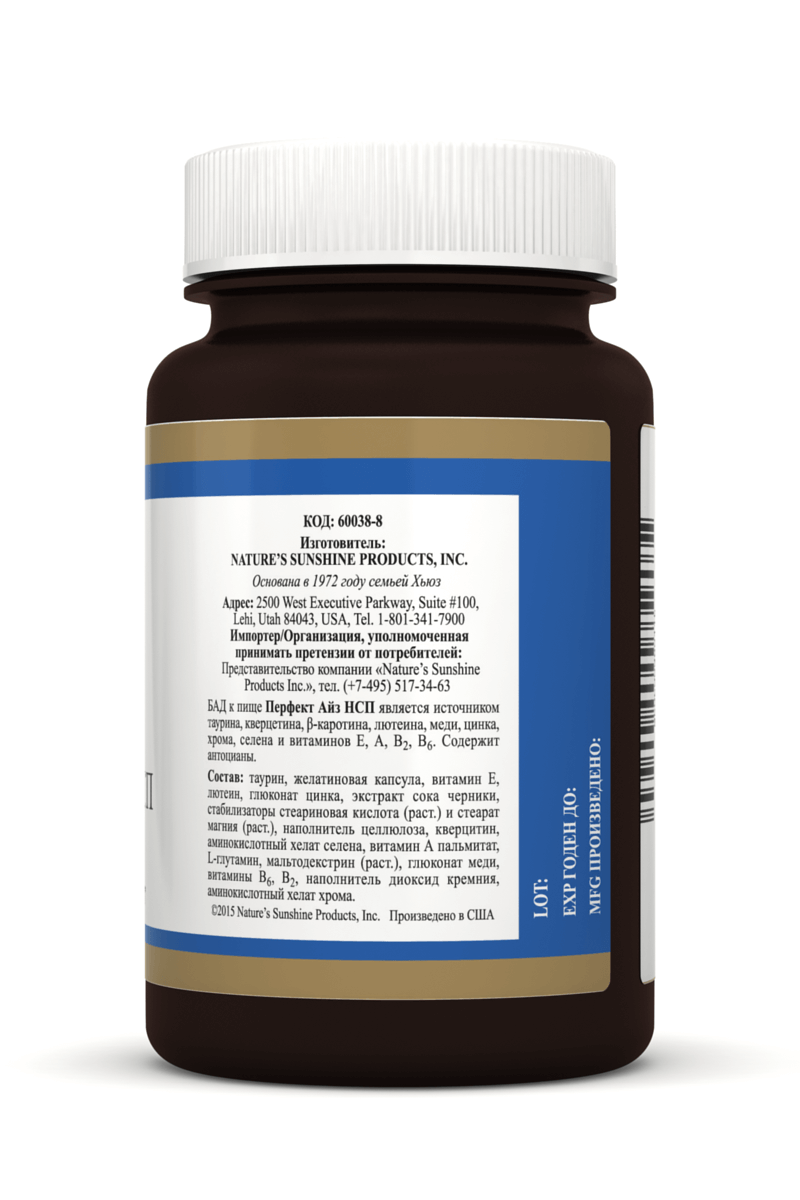 КОД: 60038-8
Изготовитель:
NATURE'S SUNSHINE PRODUCTS, INC.
Основана в 1972 году семьей Хьюз
Адрес: 2500 West Executive Parkway, Suite #100,
Lehi, Utah 84043, USA, Tel. 1-801-341-7900
Импортер/Организация, уполномоченная
принимать претензии от потребителей:
Представительство компании «Nature's Sunshine
Products Inc.», тел. (+7-495) 517-34-63
БАД к пище Перфект Айз НСП является источником
таурина, кверцетина, β-каротина, лютеина, меди, цинка,
хрома, селена и витаминов Е, А, В₂, В₆. Содержит
антоцианы.
Состав: таурин, желатиновая капсула, витамин Е,
лютеин, глюконат цинка, экстракт сока черники,
стабилизаторы стеариновая кислота (раст.) и стеарат
магния (раст.), наполнитель целлюлоза, кверцитин,
аминокислотный хелат селена, витамин А пальмитат,
L-глутамин, мальтодекстрин (раст.), глюконат меди,
витамины В₆, В₂, наполнитель диоксид кремния,
аминокислотный хелат хрома.
©2015 Nature's Sunshine Products, Inc. Произведено в США
LOT:
EXP ГОДЕН ДО:
MFG ПРОИЗВЕДЕНО: